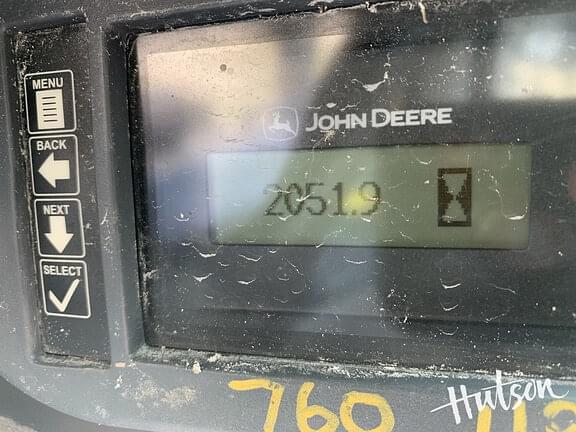 MENU
BACK
NEXT
SELECT
JOHN DEERE
2051.9
760
Hutson